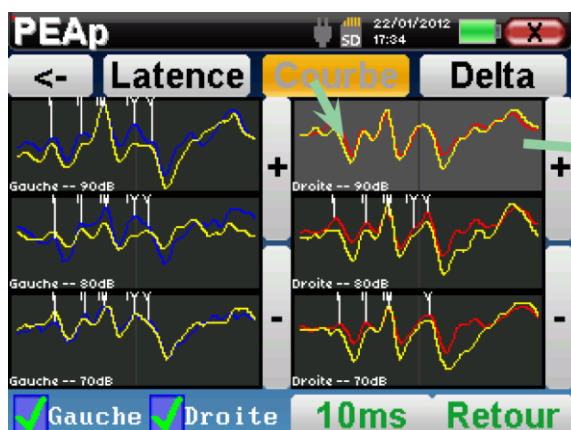 PEAp SD 22/01/2012 17:34 X
<- Latence Courbe Delta
Gauche -- 90dB
Droite -- 90dB
+
+
Gauche -- 80dB
Droite -- 80dB
-
-
Gauche -- 70dB
Droite -- 70dB
Gauche Droite 10ms Retour